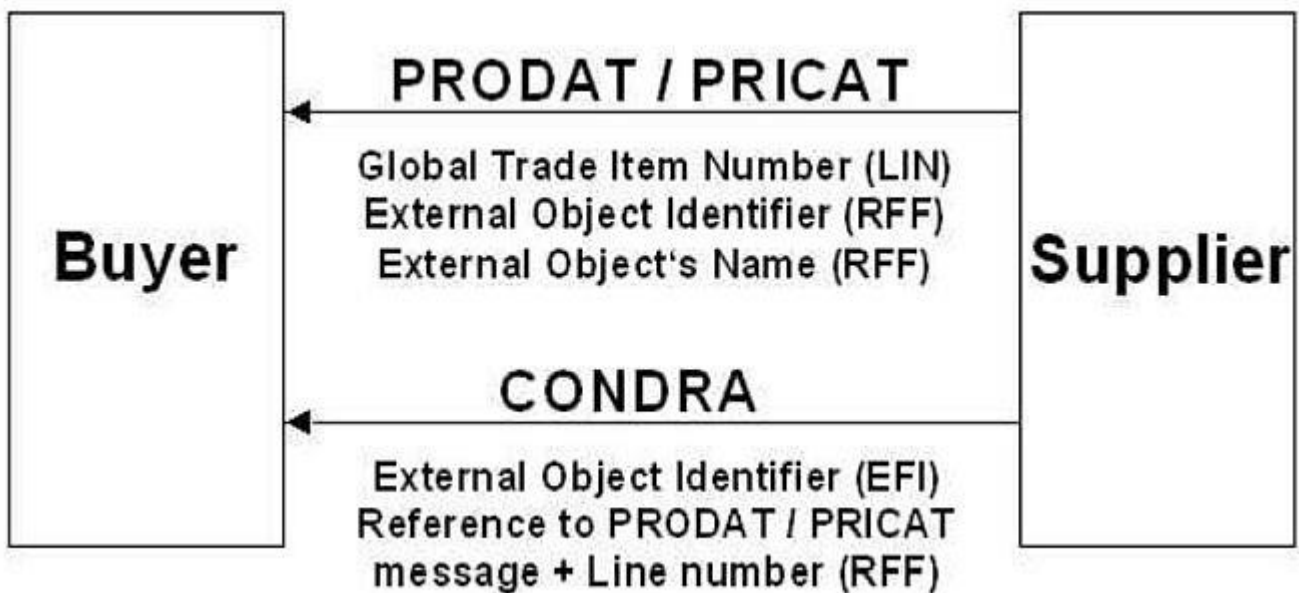 PRODAT / PRICAT
Global Trade Item Number (LIN)
External Object Identifier (RFF)
External Object‘s Name (RFF)
Buyer
Supplier
CONDRA
External Object Identifier (EFI)
Reference to PRODAT / PRICAT
message + Line number (RFF)